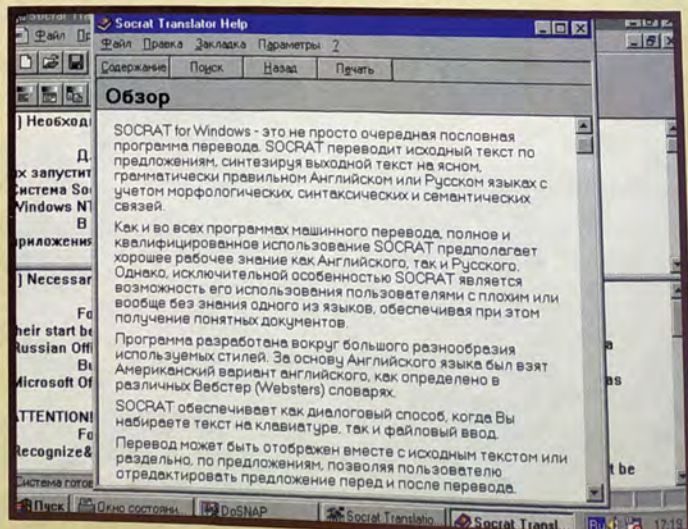 Socrat Translator Help
Файл Правка Закладка Параметры ?
Содержание Поиск Назад Печать
Обзор
SOCRAT for Windows - это не просто очередная пословная
программа перевода. SOCRAT переводит исходный текст по
предложениям, синтезируя выходной текст на ясном,
грамматически правильном Английском или Русском языках с
учетом морфологических, синтаксических и семантических
связей.
Как и во всех программах машинного перевода, полное и
квалифицированное использование SOCRAT предполагает
хорошее рабочее знание как Английского, так и Русского.
Однако, исключительной особенностью SOCRAT является
возможность его использования пользователями с плохим или
вообще без знания одного из языков, обеспечивая при этом
получение понятных документов.
Программа разработана вокруг большого разнообразия
используемых стилей. За основу Английского языка был взят
Американский вариант английского, как определено в
различных Вебстер (Websters) словарях.
SOCRAT обеспечивает как диалоговый способ, когда Вы
набираете текст на клавиатуре, так и файловый ввод.
Перевод может быть отображен вместе с исходным текстом или
раздельно, по предложениям, позволяя пользователю
отредактировать предложение перед и после перевода.
Файл
) Необход
Д
х запустит
истема So
Windows NT
В
приложения
) Necessar
Fo
heir start be
Russian Offi
Bu
Microsoft Of
ATTENTION!
Fo
Recognize&
a
as
t be
Система готов
Пуск Окно состояни... DoSNAP Socrat Translatio... Socrat Transl... 17:19